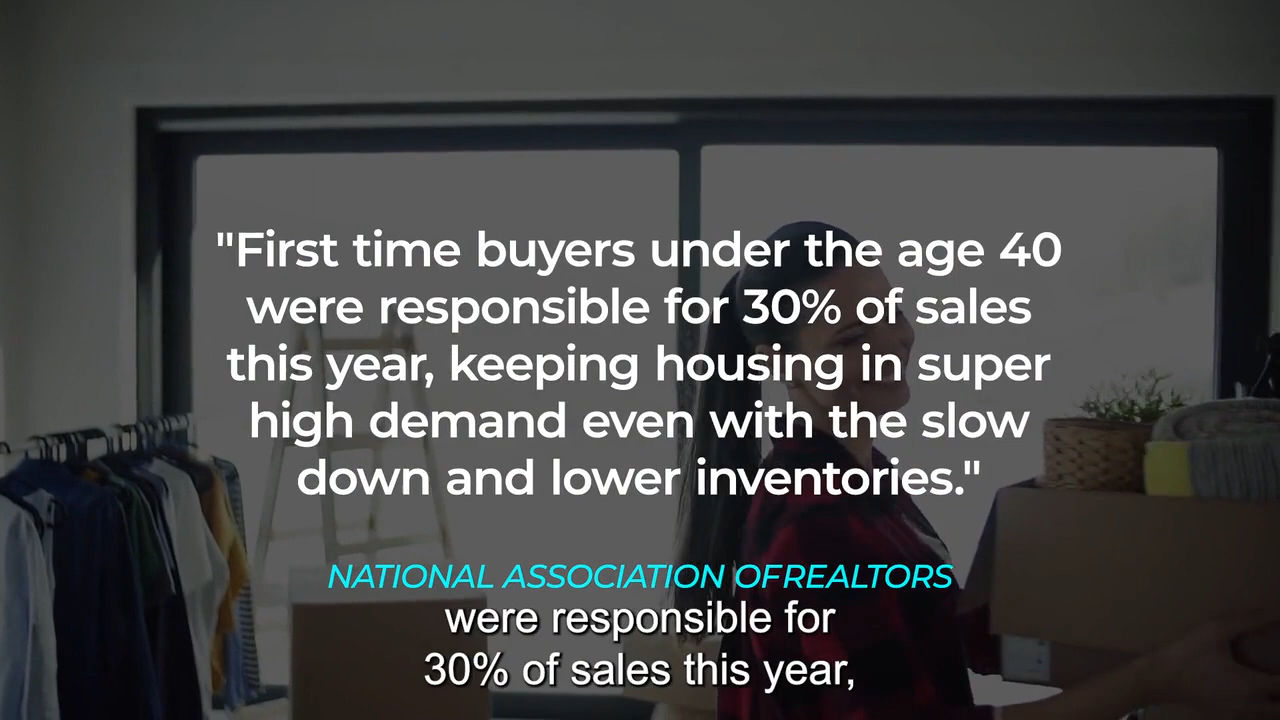 "First time buyers under the age 40
were responsible for 30% of sales
this year, keeping housing in super
high demand even with the slow
down and lower inventories."
NATIONAL ASSOCIATION OFREALTORS
were responsible for
30% of sales this year,